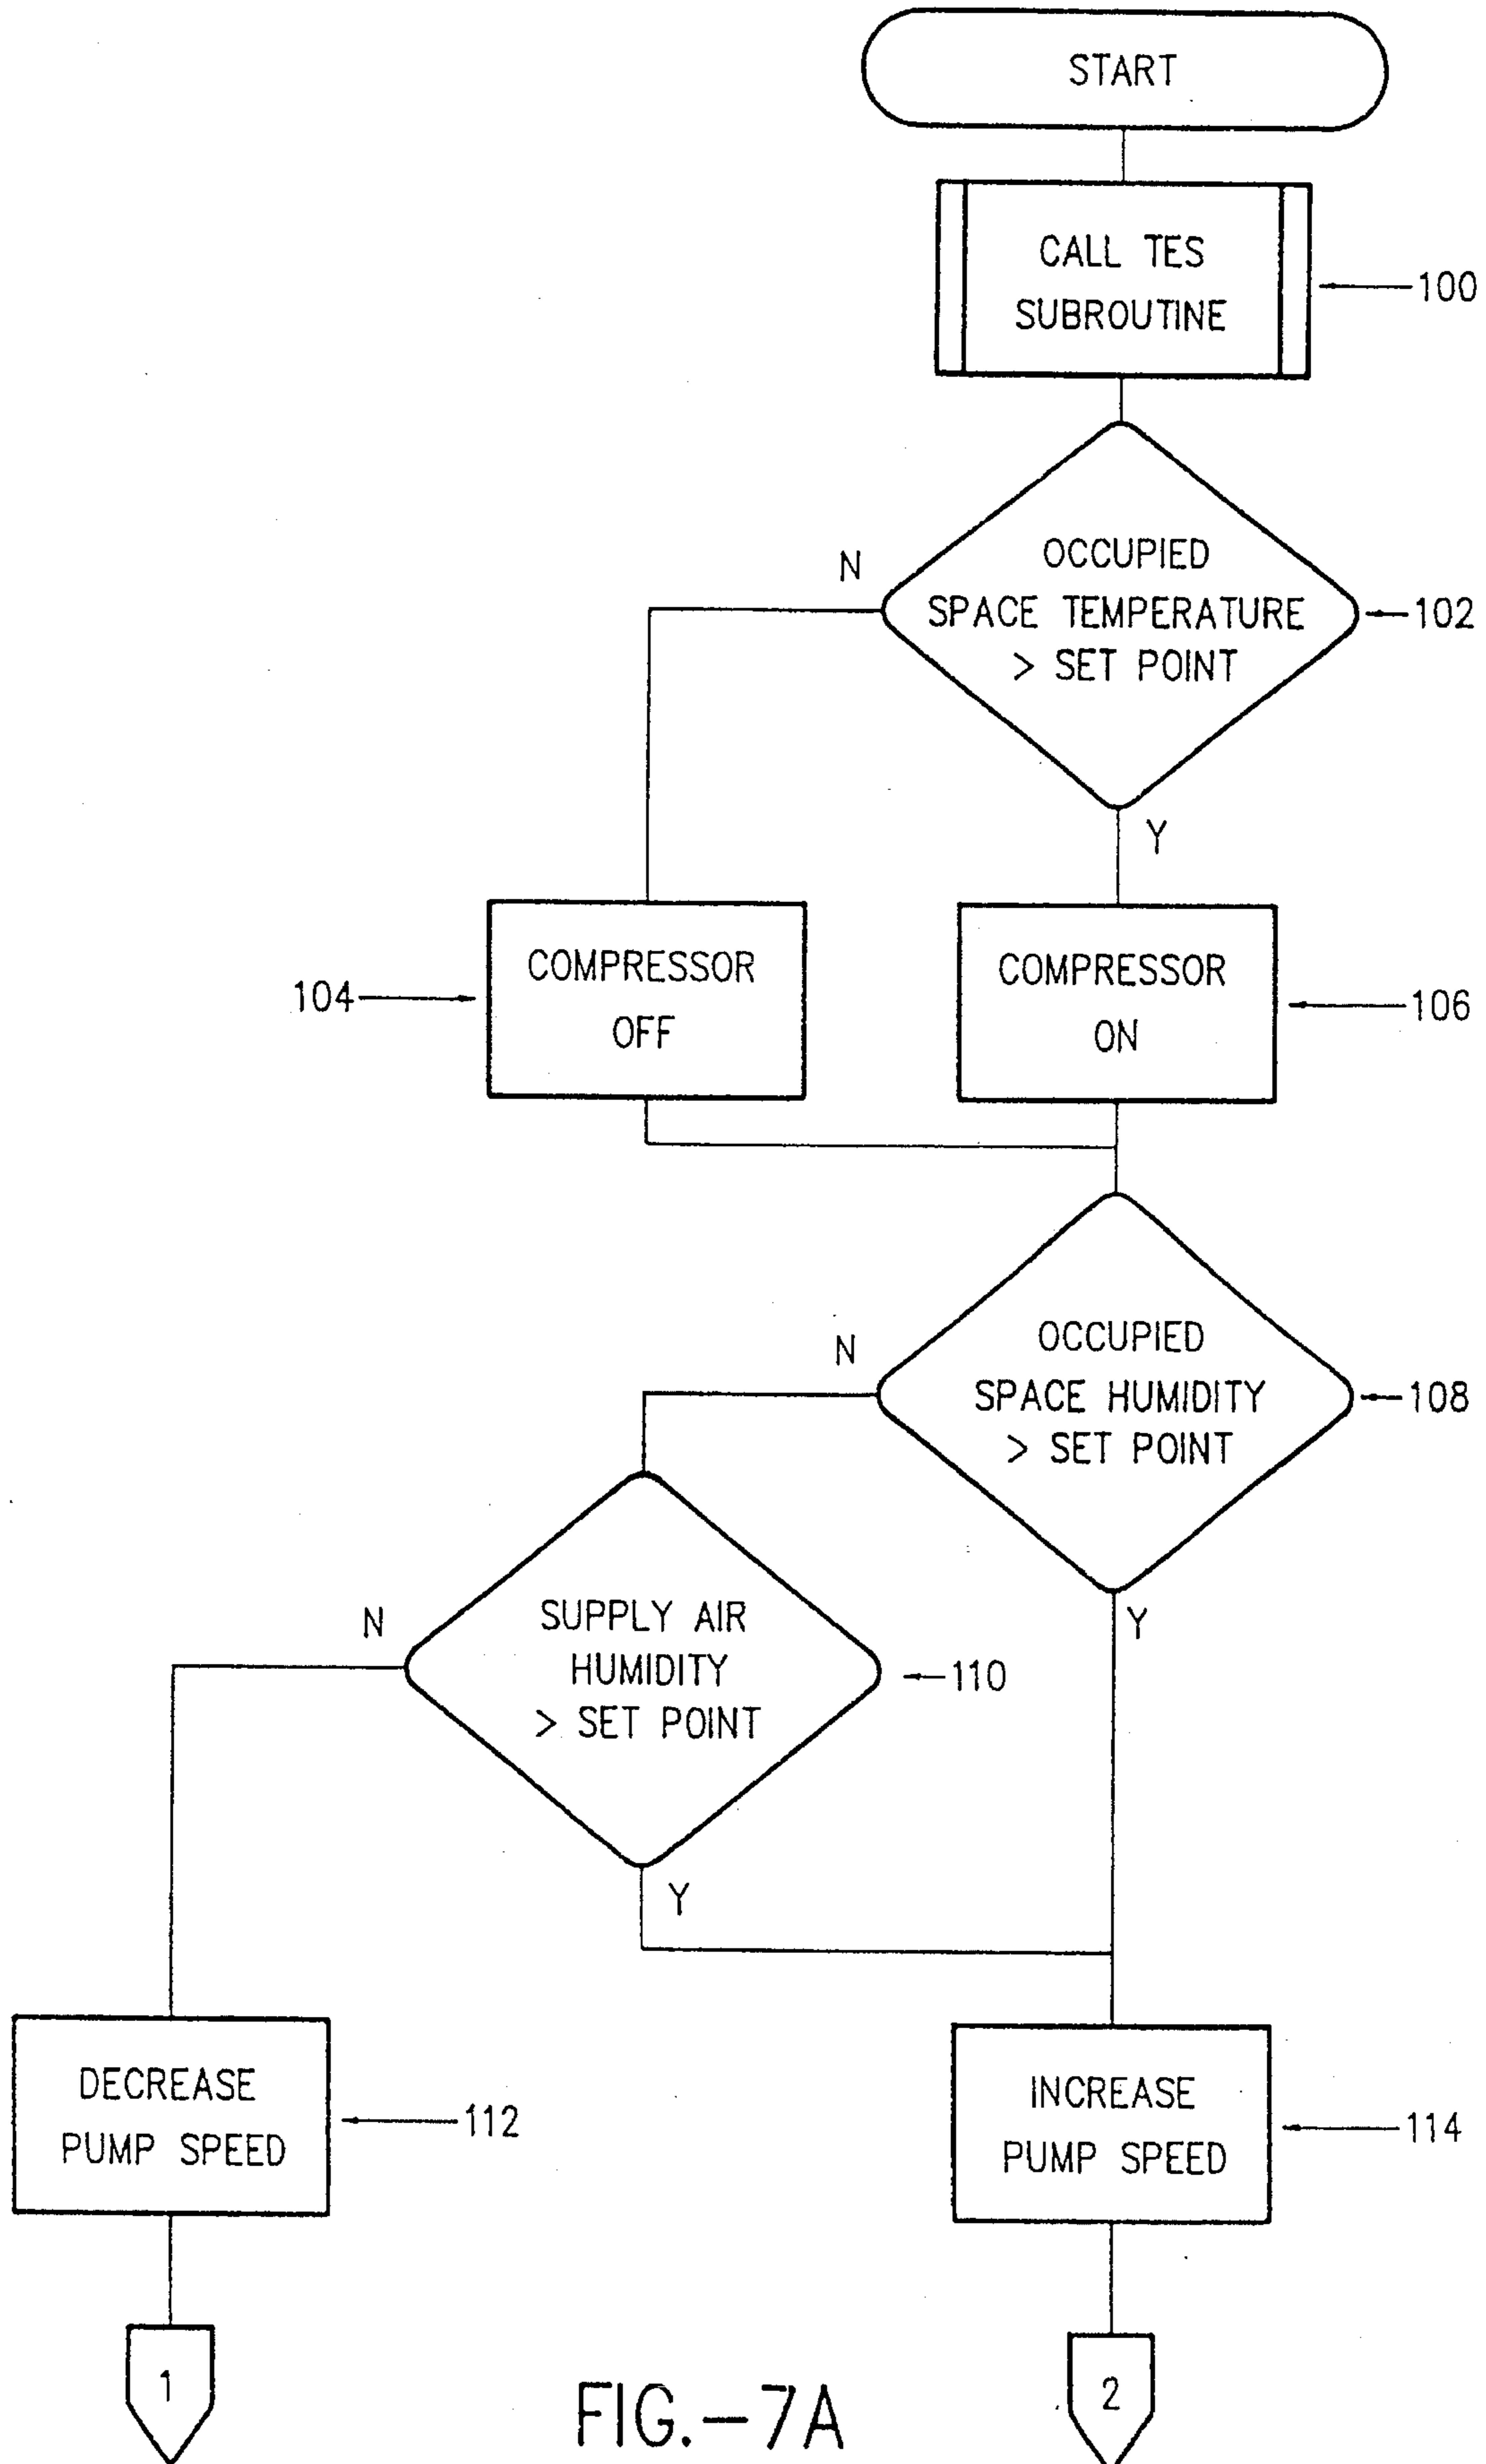 START
CALL TES
SUBROUTINE
100
OCCUPIED
SPACE TEMPERATURE
> SET POINT
102
N
Y
COMPRESSOR
OFF
104
COMPRESSOR
ON
106
OCCUPIED
SPACE HUMIDITY
> SET POINT
108
N
Y
SUPPLY AIR
HUMIDITY
> SET POINT
110
N
Y
DECREASE
PUMP SPEED
112
INCREASE
PUMP SPEED
114
1
2
FIG.-7A